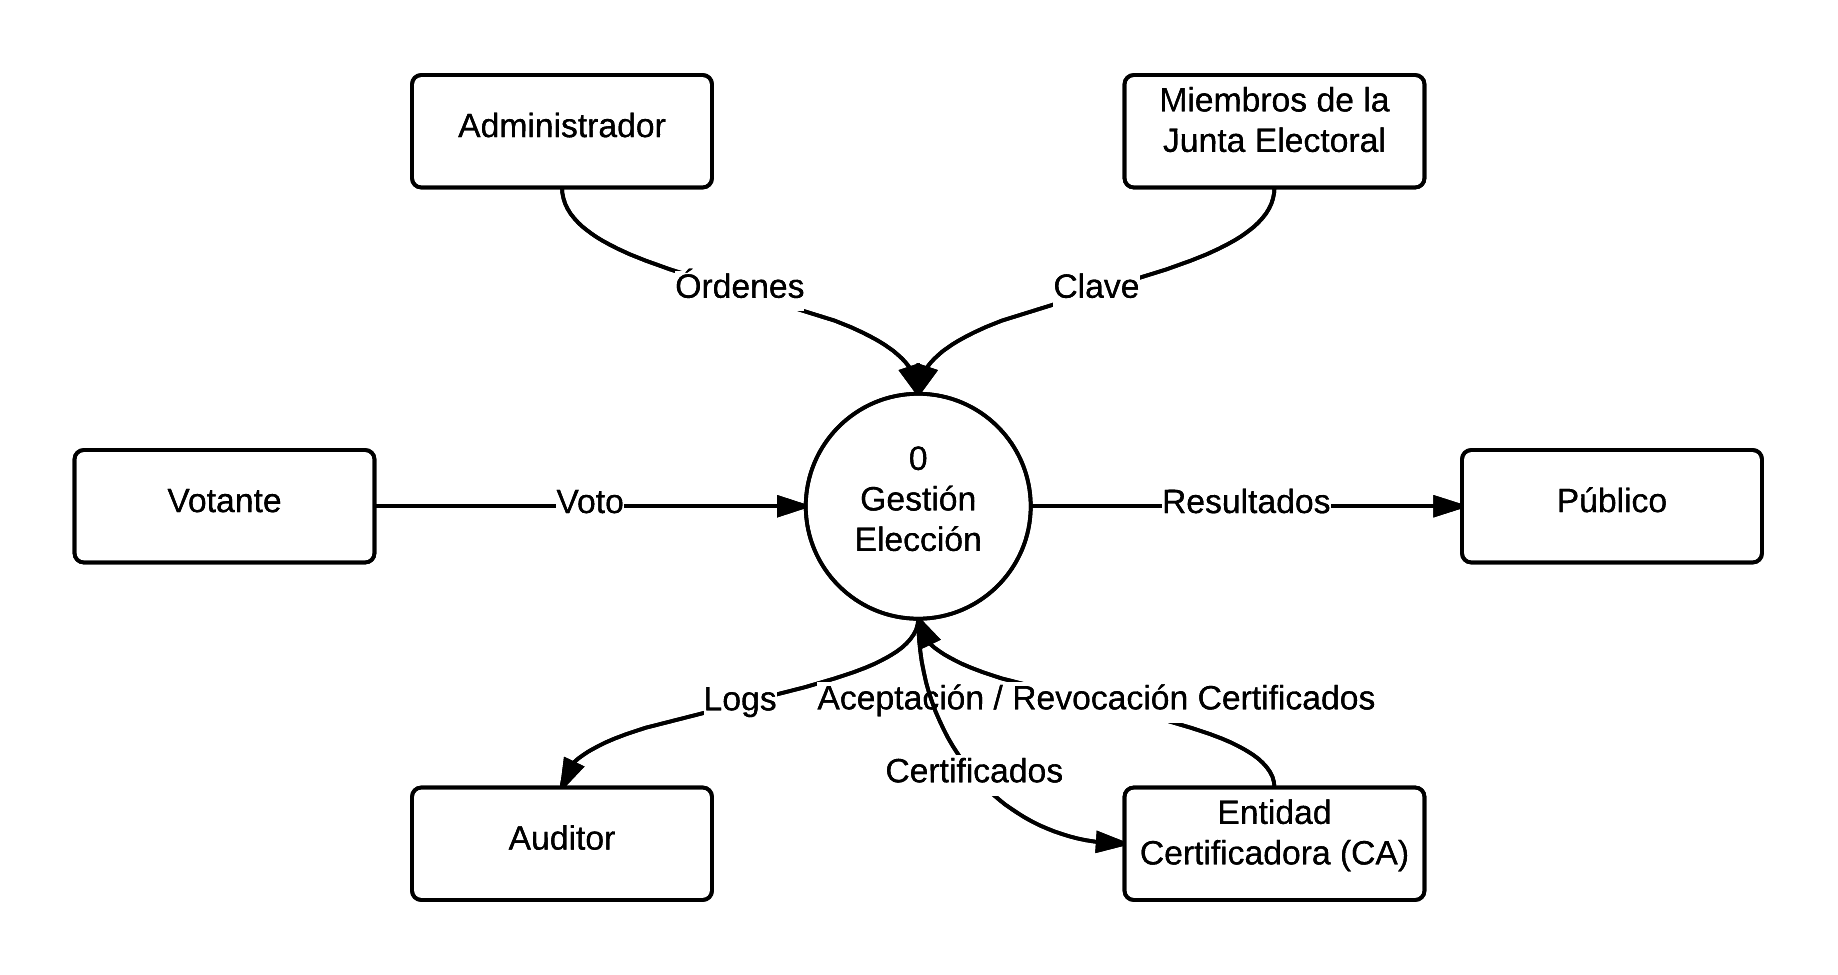 Administrador
Miembros de la
Junta Electoral
Órdenes
Clave
0
Gestión
Elección
Votante
Voto
Resultados
Público
Logs
Aceptación / Revocación Certificados
Certificados
Auditor
Entidad
Certificadora (CA)